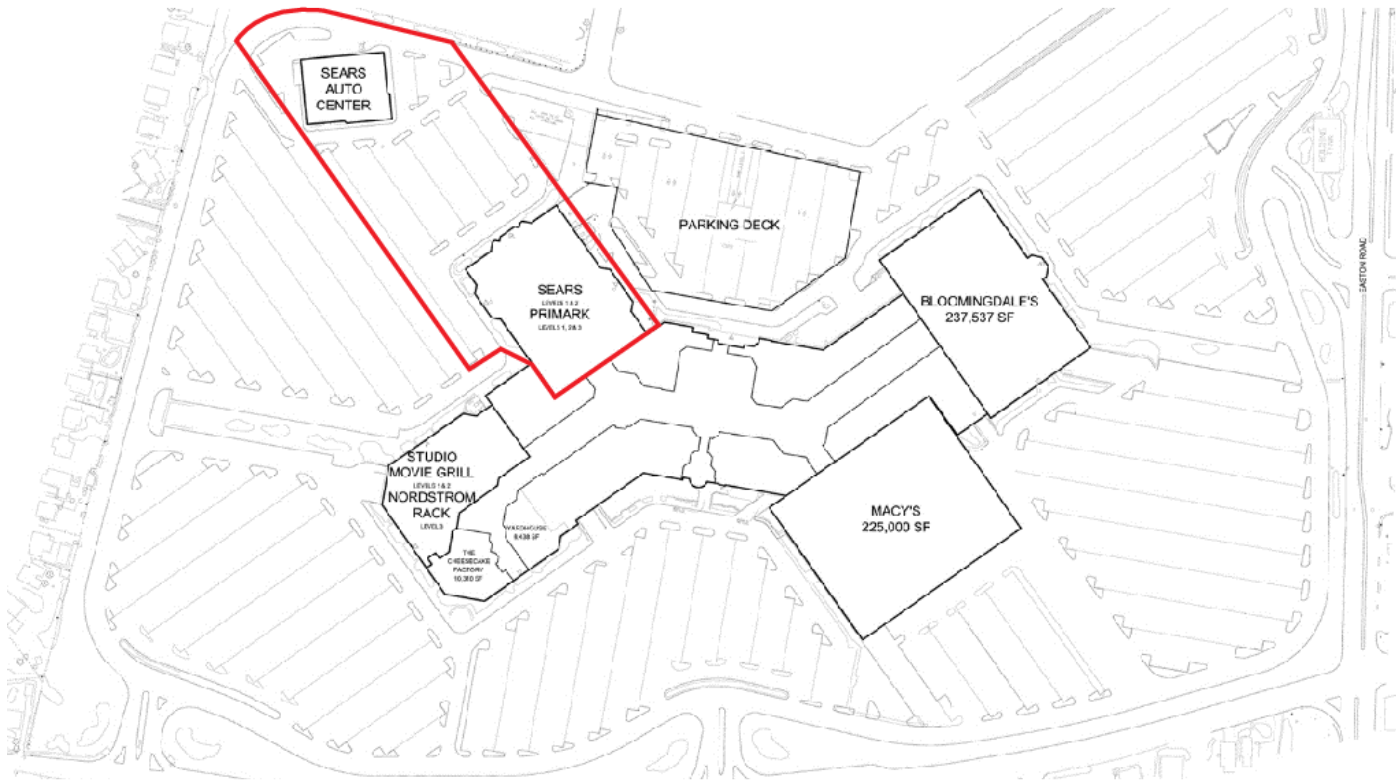 SEARS
AUTO
CENTER
PARKING DECK
SEARS
LEVELS 1 & 2
PRIMARK
LEVELS 1, 2 & 3
BLOOMINGDALE'S
237,537 SF
EASTON ROAD
STUDIO
MOVIE GRILL
LEVELS 1 & 2
NORDSTROM
RACK
LEVEL 3
THE
CHEESECAKE
FACTORY
MACY'S
225,000 SF